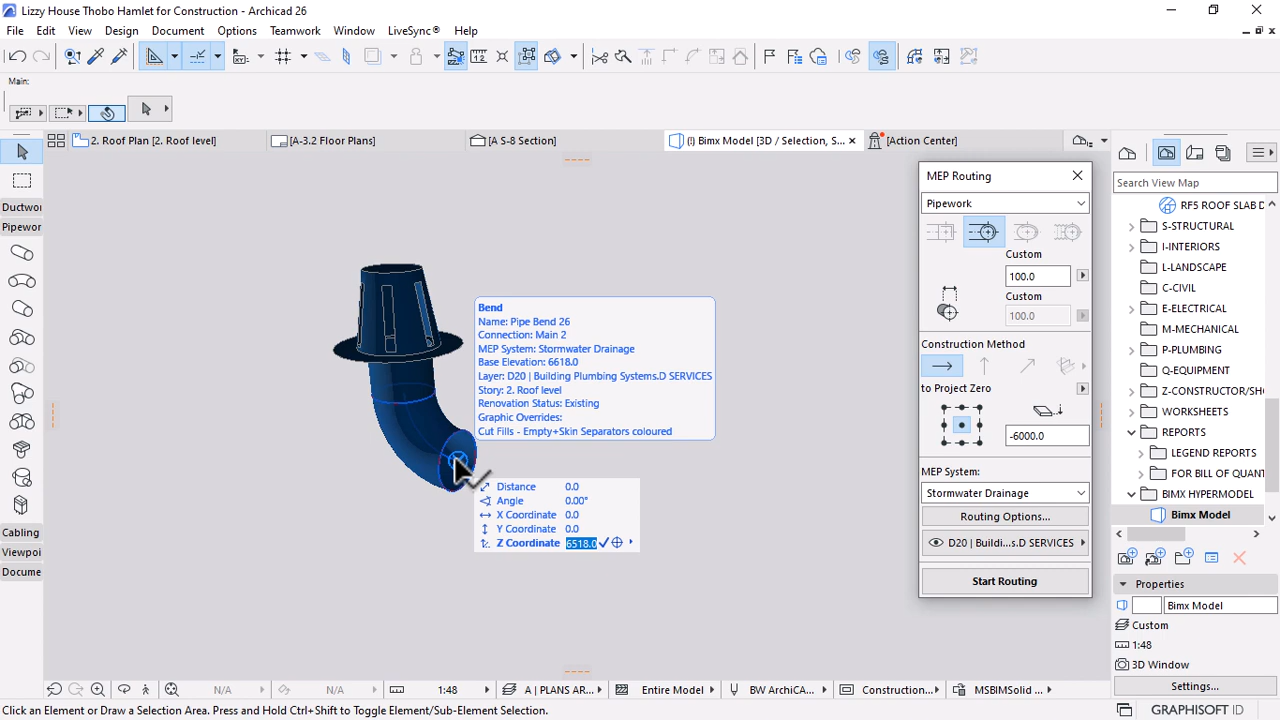 Lizzy House Thobo Hamlet for Construction - Archicad 26
File Edit View Design Document Options Teamwork Window LiveSync® Help
Main:
2. Roof Plan [2. Roof level]
[A-3.2 Floor Plans]
[A S-8 Section]
(!) Bimx Model [3D / Selection, S...
[Action Center]
Ductwo
Pipewor
Cabling
Viewpoi
Docume
Bend
Name: Pipe Bend 26
Connection: Main 2
MEP System: Stormwater Drainage
Base Elevation: 6618.0
Layer: D20 | Building Plumbing Systems.D SERVICES
Story: 2. Roof level
Renovation Status: Existing
Graphic Overrides:
Cut Fills - Empty+Skin Separators coloured
Distance 0.0
Angle 0.00°
X Coordinate 0.0
Y Coordinate 0.0
Z Coordinate 6518.0
MEP Routing
Pipework
Custom
100.0
Custom
100.0
Construction Method
to Project Zero
-6000.0
MEP System:
Stormwater Drainage
Routing Options...
D20 | Buildi...s.D SERVICES
Start Routing
Search View Map
RF5 ROOF SLAB D
S-STRUCTURAL
I-INTERIORS
L-LANDSCAPE
C-CIVIL
E-ELECTRICAL
M-MECHANICAL
P-PLUMBING
Q-EQUIPMENT
Z-CONSTRUCTOR/SH
WORKSHEETS
REPORTS
LEGEND REPORTS
FOR BILL OF QUANT
BIMX HYPERMODEL
Bimx Model
Properties
Bimx Model
Custom
1:48
3D Window
Settings...
N/A N/A 1:48 A | PLANS AR... Entire Model BW ArchiCA... Construction... MSBIMSolid ...
Click an Element or Draw a Selection Area. Press and Hold Ctrl+Shift to Toggle Element/Sub-Element Selection.
GRAPHISOFT ID